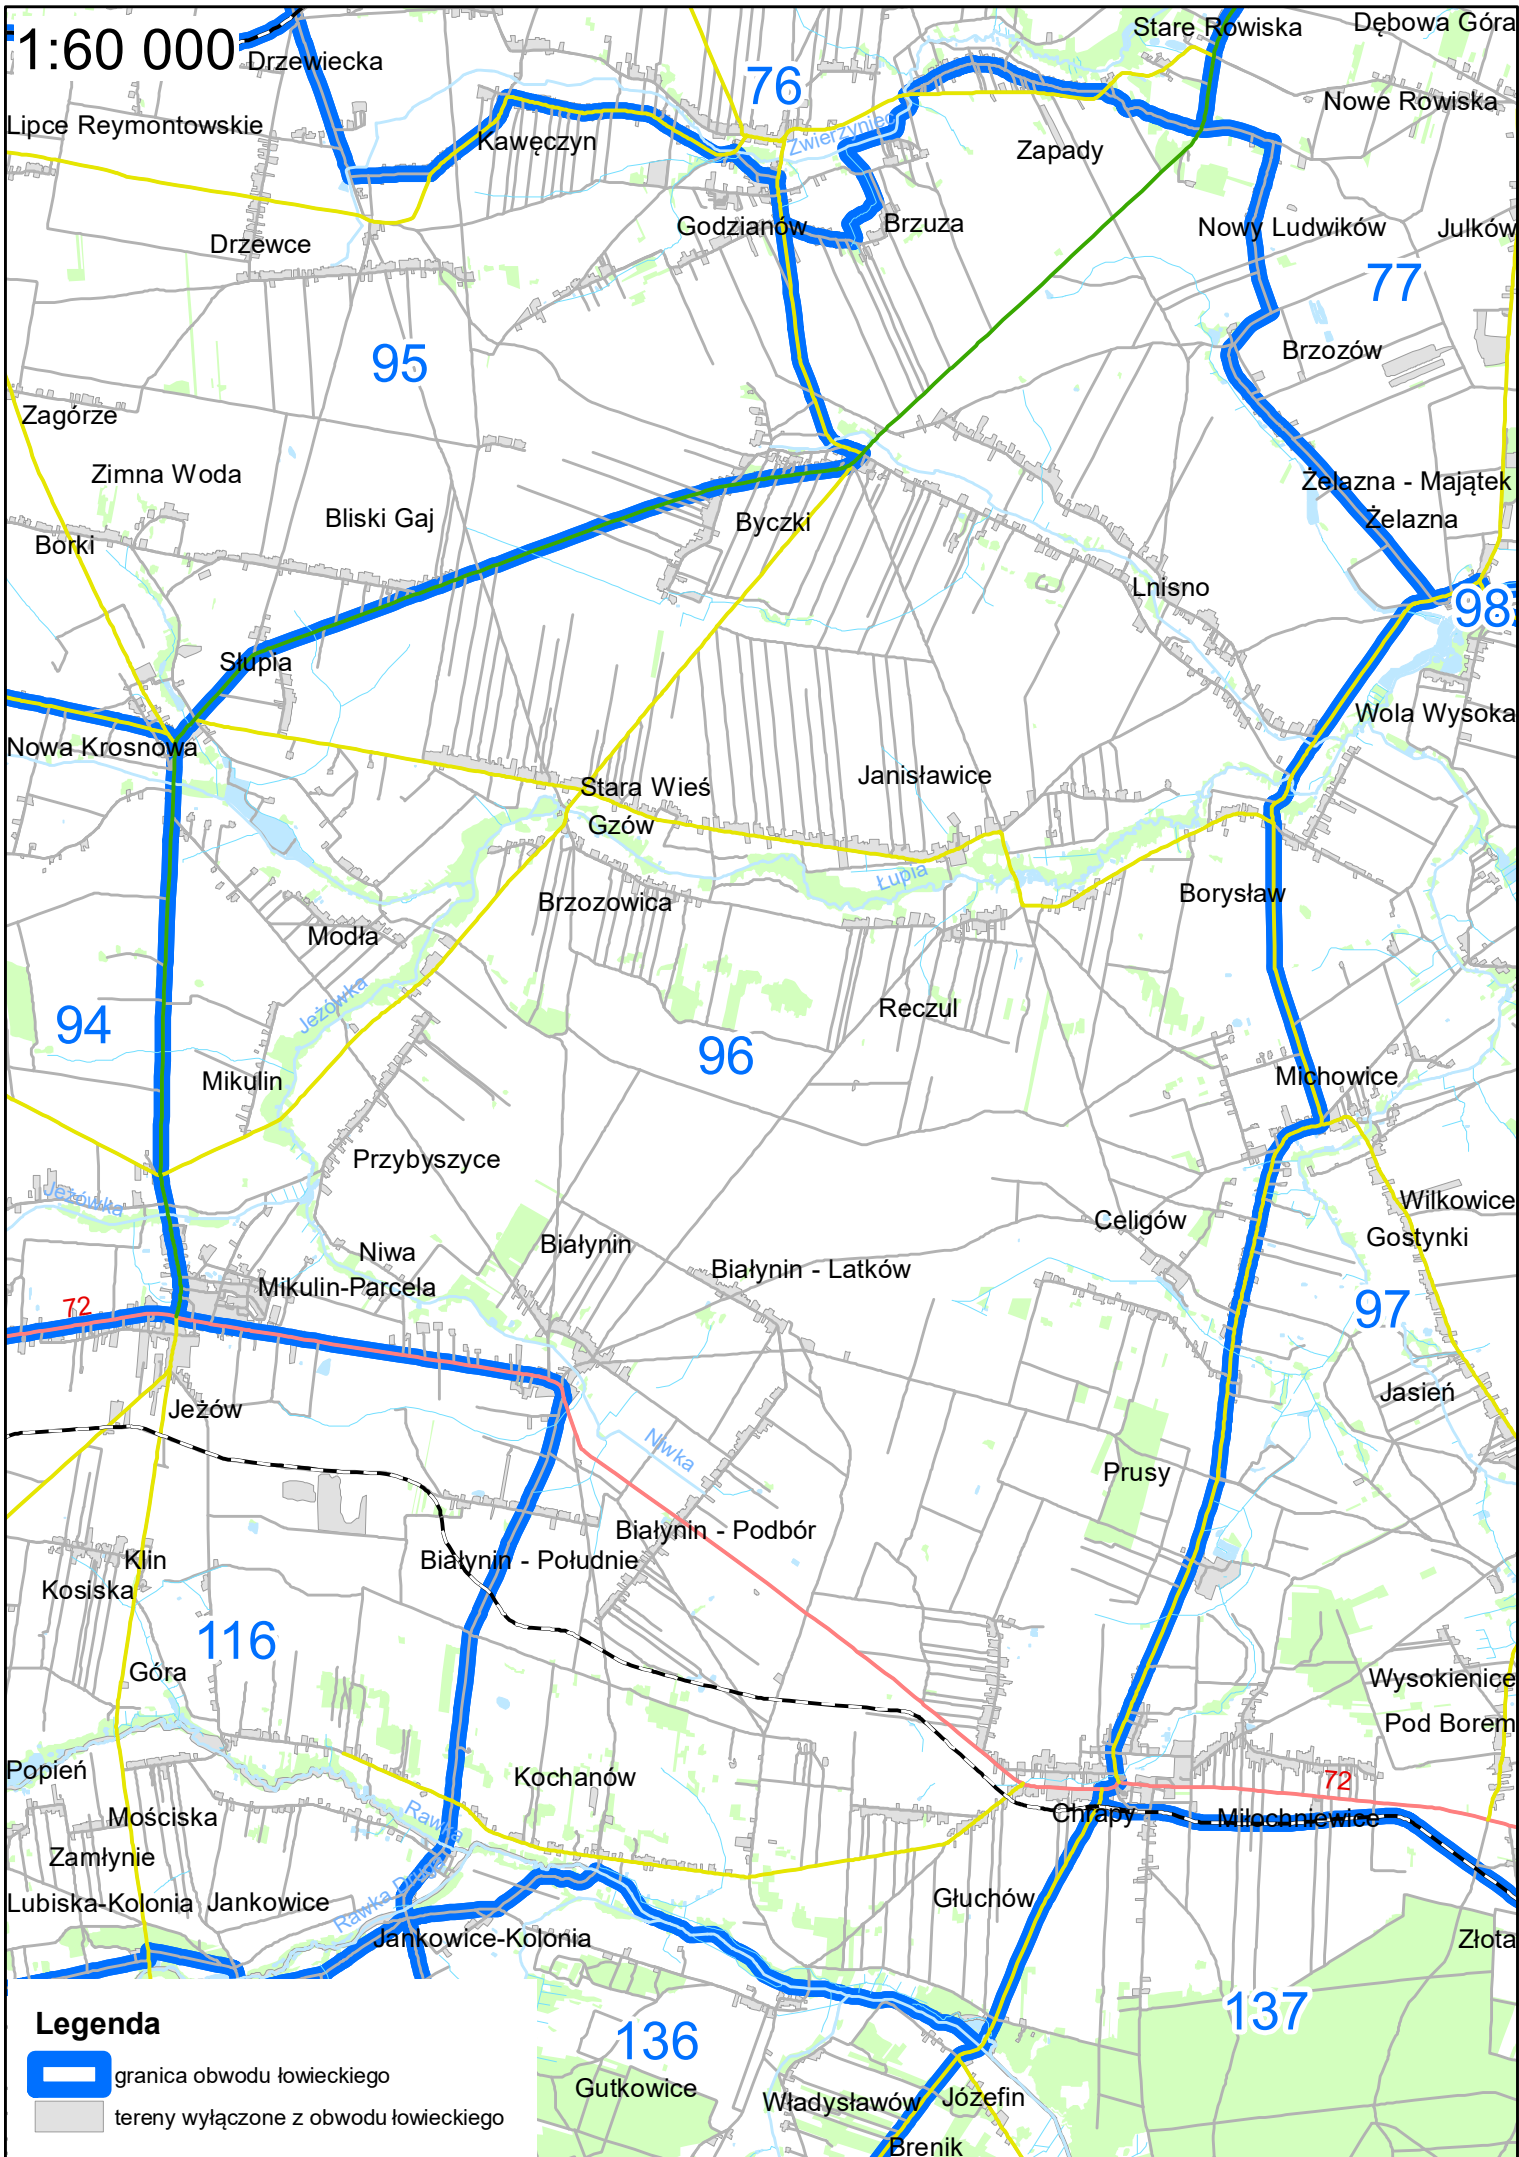 1:60 000
Drzewiecka
Stare Rowiska
Dębowa Góra
76
Nowe Rowiska
Lipce Reymontowskie
Kawęczyn
Zwierzyniec
Zapady
Godzianów
Brzuza
Nowy Ludwików
Julków
Drzewce
77
95
Brzozów
Zagórze
Zimna Woda
Żelazna - Majątek
Bliski Gaj
Byczki
Żelazna
Borki
Lnisno
98
Słupia
Wola Wysoka
Nowa Krosnowa
Janisławice
Stara Wieś
Gzów
Łupia
Borysław
Brzozowica
Modła
Jeżówka
Reczul
94
96
Mikulin
Michowice
Przybyszyce
Jeżówka
Wilkowice
Celigów
Gostynki
Niwa
Białynin
Białynin - Latków
Mikulin-Parcela
72
97
Jasień
Jeżów
Niwka
Prusy
Białynin - Podbór
Klin
Białynin - Południe
Kosiska
116
Góra
Wysokienice
Pod Borem
Popień
Kochanów
72
Mościska
Rawka
Chrapy
Miłochniewice
Zamłynie
Rawka Druga
Lubiska-Kolonia
Jankowice
Głuchów
Jankowice-Kolonia
Złota
137
136
Legenda
granica obwodu łowieckiego
Gutkowice
Władysławów
Józefin
tereny wyłączone z obwodu łowieckiego
Brenik